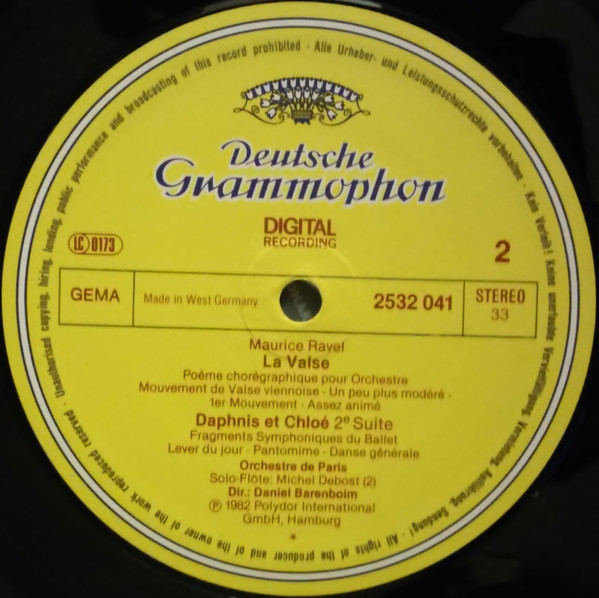 Deutsche
Grammophon
DIGITAL
RECORDING
LC 0173
2
GEMA
Made in West Germany
2532 041
STEREO
33
Maurice Ravel
La Valse
Poème chorégraphique pour Orchestre
Mouvement de Valse viennoise · Un peu plus modéré ·
1er Mouvement · Assez animé
Daphnis et Chloé 2e Suite
Fragments Symphoniques du Ballet
Lever du jour · Pantomime · Danse générale
Orchestre de Paris
Solo-Flöte: Michel Debost (2)
Dir.: Daniel Barenboim
℗ 1982 Polydor International
GmbH, Hamburg
*
Alle Urheber- und Leistungsschutzrechte vorbehalten · Kein Verleih! Keine unerlaubte Vervielfältigung, Vermietung, Aufführung, Sendung! · All rights of the producer and of the owner of the work reproduced reserved · Unauthorised copying, hiring, lending, public performance and broadcasting of this record prohibited ·